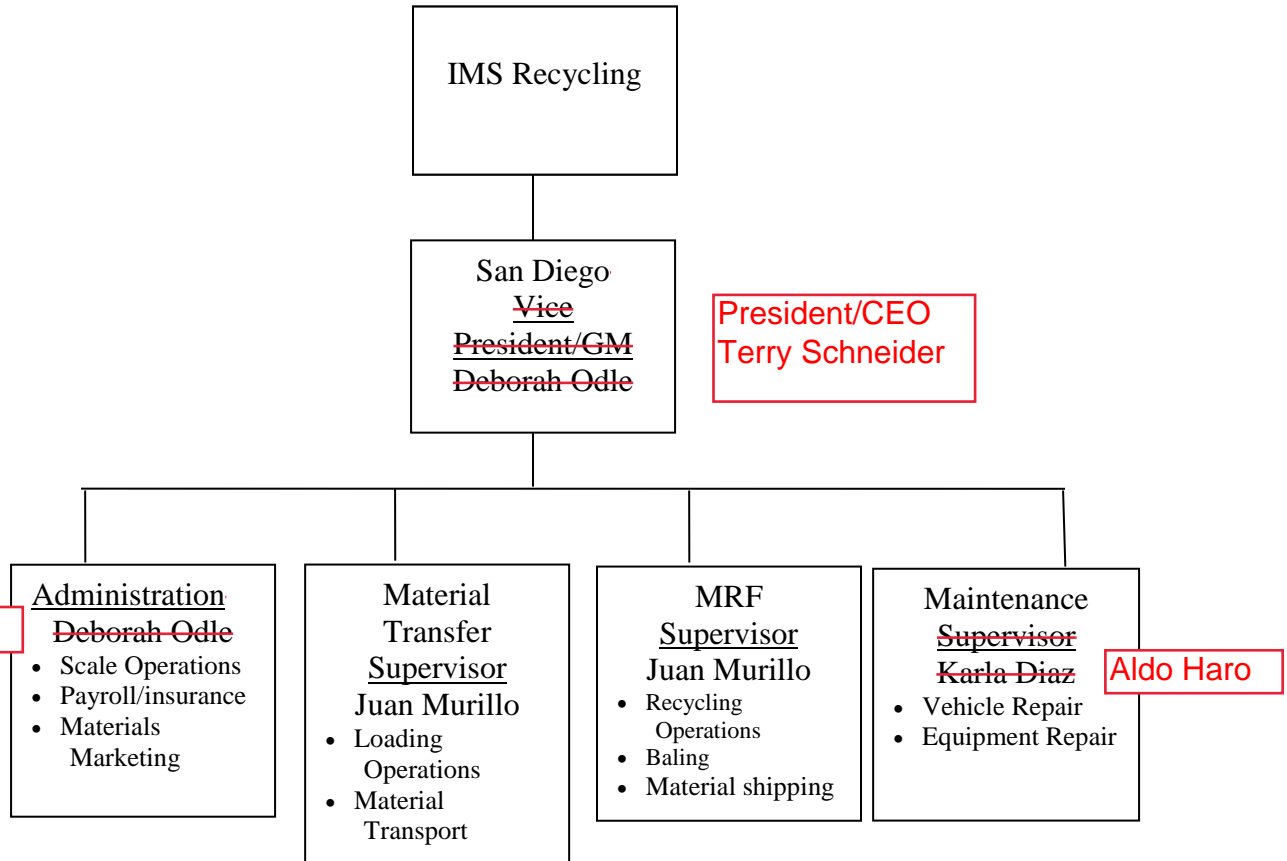 IMS Recycling
San Diego
Vice
President/GM
Deborah Odle
President/CEO
Terry Schneider
Administration
Deborah Odle
• Scale Operations
• Payroll/insurance
• Materials
Marketing
Material
Transfer
Supervisor
Juan Murillo
• Loading
Operations
• Material
Transport
MRF
Supervisor
Juan Murillo
• Recycling
Operations
• Baling
• Material shipping
Maintenance
Supervisor
Karla Diaz
• Vehicle Repair
• Equipment Repair
Aldo Haro